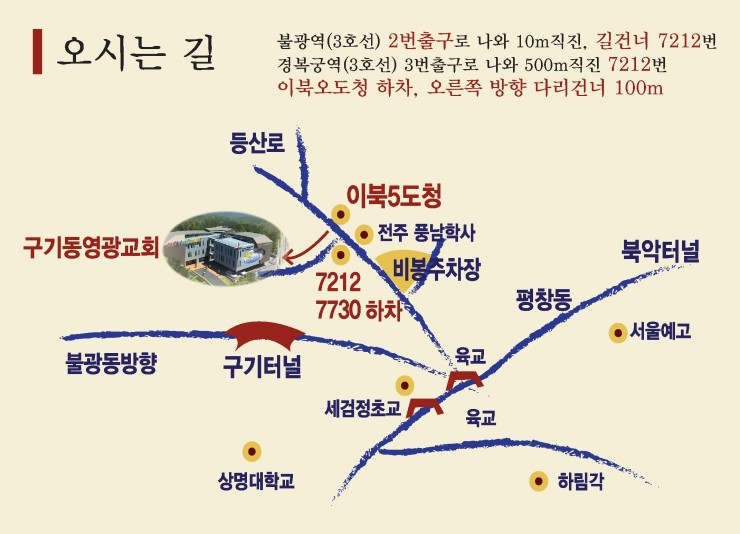 오시는 길
불광역(3호선) 2번출구로 나와 10m직진, 길건너 7212번
경복궁역(3호선) 3번출구로 나와 500m직진 7212번
이북오도청 하차, 오른쪽 방향 다리건너 100m
등산로
이북5도청
전주 풍남학사
구기동영광교회
북악터널
비봉주차장
7212
7730 하차
평창동
서울예고
불광동방향
구기터널
육교
세검정초교
육교
상명대학교
하림각